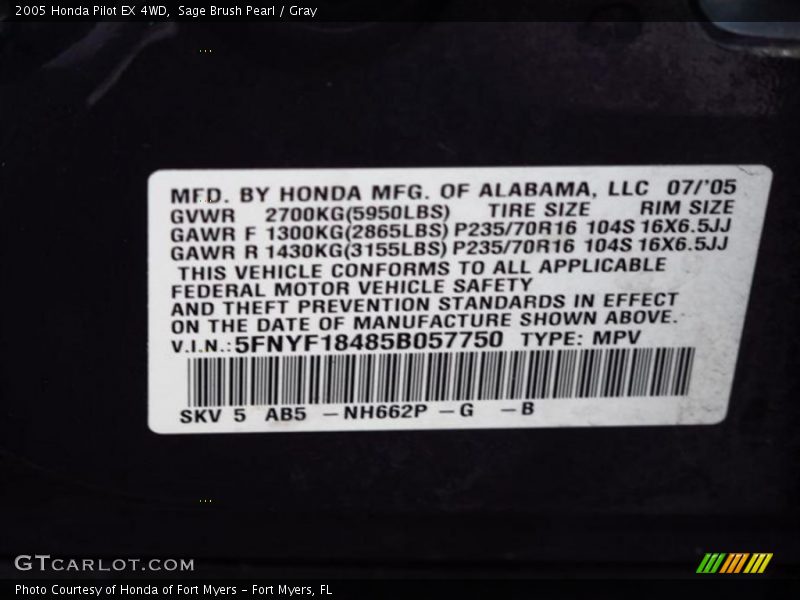 2005 Honda Pilot EX 4WD,  Sage Brush Pearl / Gray
MFD. BY HONDA MFG. OF ALABAMA, LLC  07/'05
GVWR  2700KG(5950LBS)  TIRE SIZE  RIM SIZE
GAWR F 1300KG(2865LBS) P235/70R16 104S 16X6.5JJ
GAWR R 1430KG(3155LBS) P235/70R16 104S 16X6.5JJ
THIS VEHICLE CONFORMS TO ALL APPLICABLE
FEDERAL MOTOR VEHICLE SAFETY
AND THEFT PREVENTION STANDARDS IN EFFECT
ON THE DATE OF MANUFACTURE SHOWN ABOVE.
V.I.N.: 5FNYF18485B057750  TYPE: MPV
SKV 5  AB5  –NH662P –G  –B
GTCARLOT.COM
Photo Courtesy of Honda of Fort Myers – Fort Myers, FL